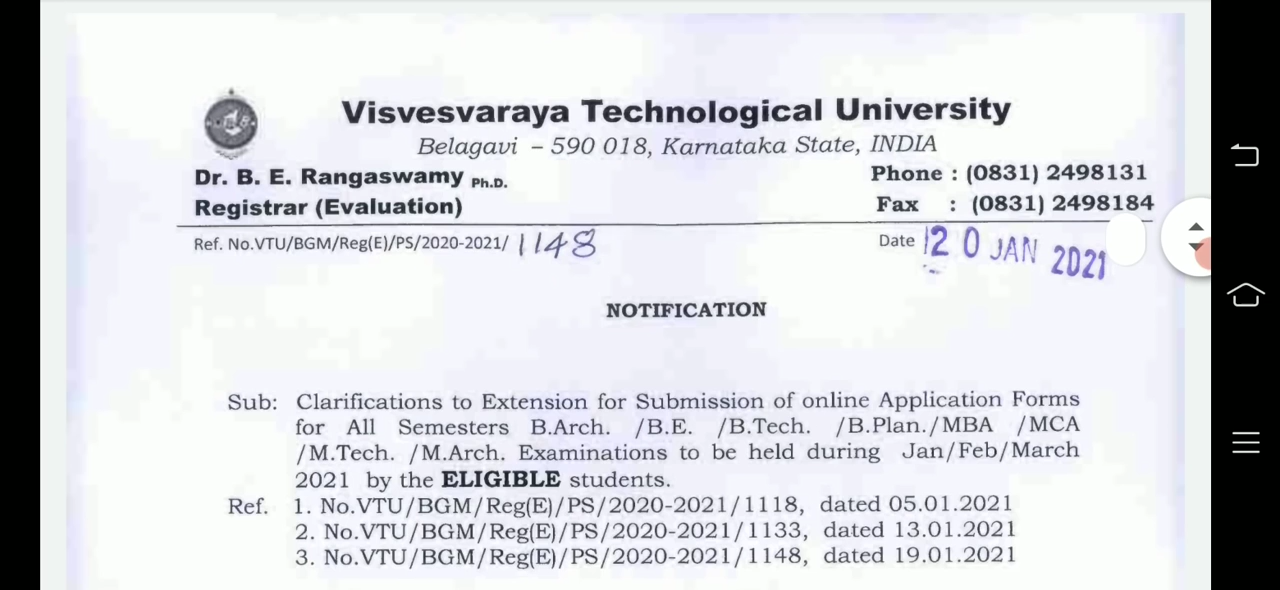 Visvesvaraya Technological University
Belagavi – 590 018, Karnataka State, INDIA
Dr. B. E. Rangaswamy Ph.D.
Phone : (0831) 2498131
Registrar (Evaluation)
Fax : (0831) 2498184
Ref. No.VTU/BGM/Reg(E)/PS/2020-2021/ 1148
Date 20 JAN 2021
NOTIFICATION
Sub: Clarifications to Extension for Submission of online Application Forms
for All Semesters B.Arch. /B.E. /B.Tech. /B.Plan./MBA /MCA
/M.Tech. /M.Arch. Examinations to be held during Jan/Feb/March
2021 by the ELIGIBLE students.
Ref. 1. No.VTU/BGM/Reg(E)/PS/2020-2021/1118, dated 05.01.2021
2. No.VTU/BGM/Reg(E)/PS/2020-2021/1133, dated 13.01.2021
3. No.VTU/BGM/Reg(E)/PS/2020-2021/1148, dated 19.01.2021